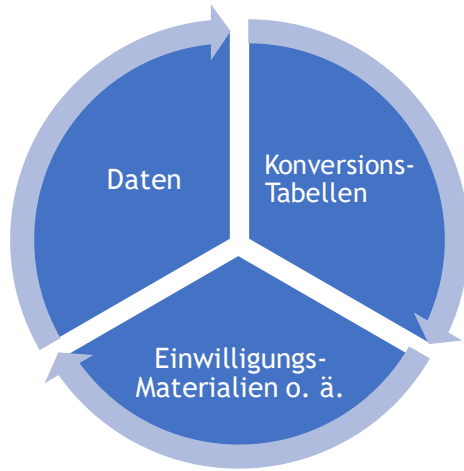 Daten
Konversions-
Tabellen
Einwilligungs-
Materialien o. ä.